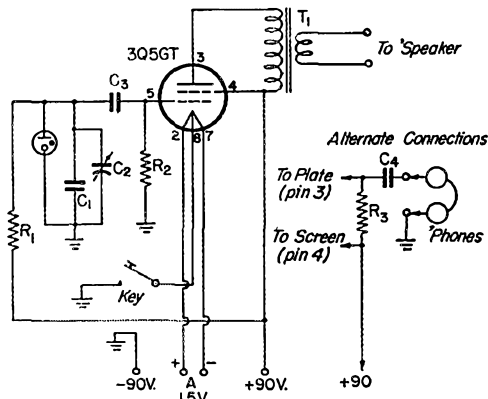 3Q5GT
T1
To 'Speaker
3
4
5
2
8
7
C3
R2
C2
C1
R1
Alternate Connections
To Plate
(pin 3)
C4
R3
'Phones
To Screen
(pin 4)
Key
+ -
-90V.
A
1.5V.
+90V.
+90